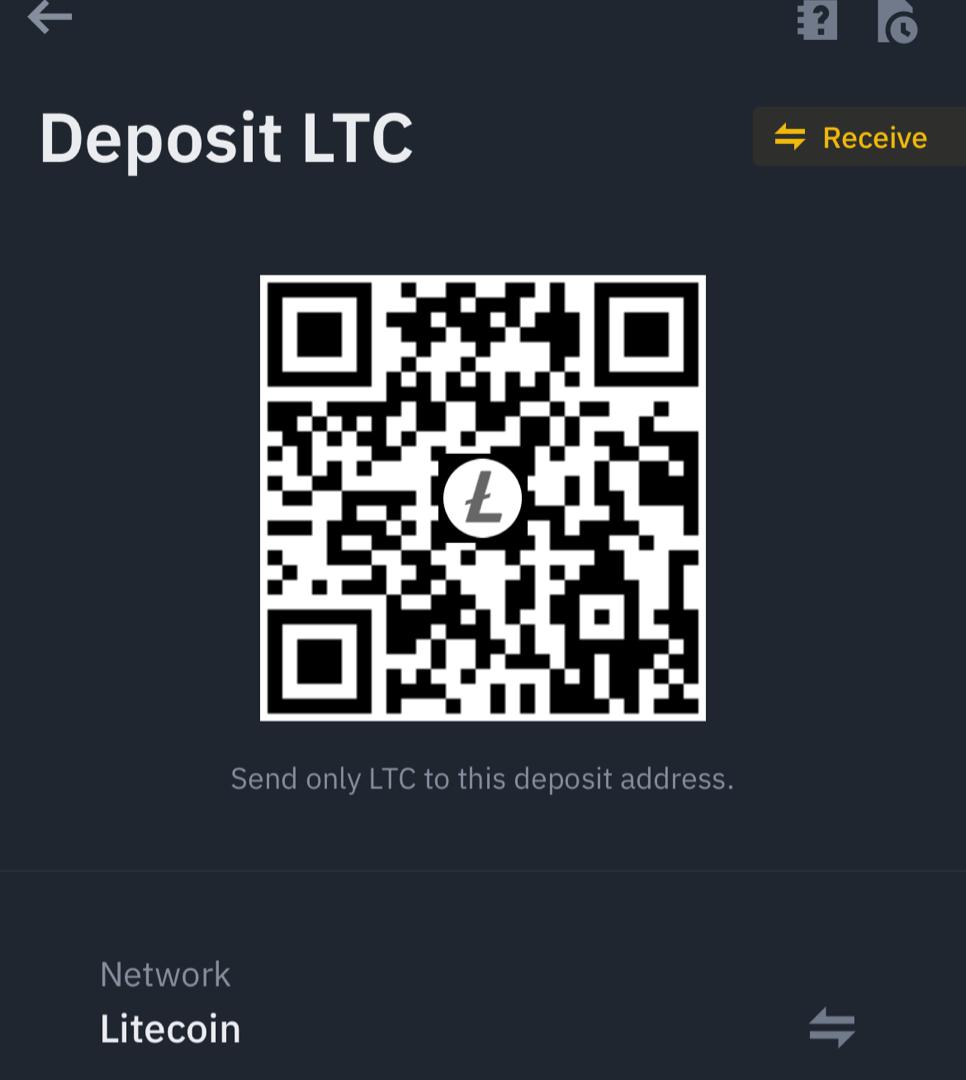 Deposit LTC
Receive
Send only LTC to this deposit address.
Network
Litecoin